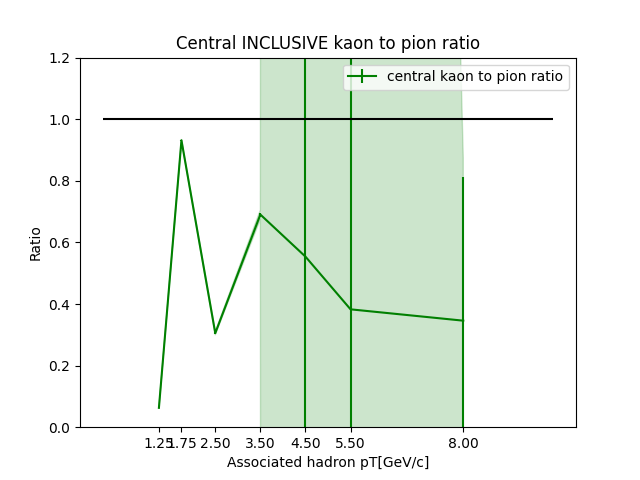 Central INCLUSIVE kaon to pion ratio
central kaon to pion ratio
Ratio
1.2
1.0
0.8
0.6
0.4
0.2
0.0
1.25 1.75 2.50 3.50 4.50 5.50 8.00
Associated hadron pT[GeV/c]